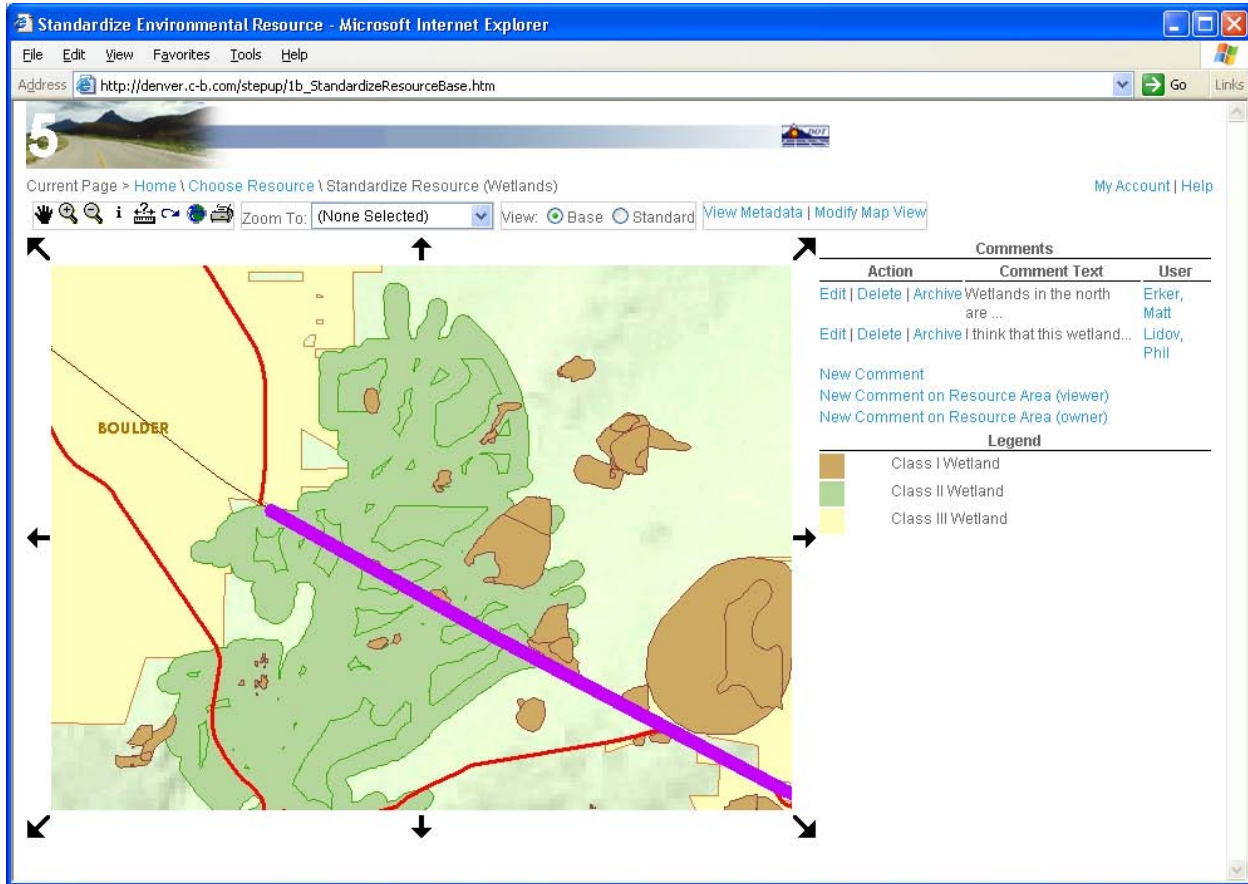 Standardize Environmental Resource - Microsoft Internet Explorer
File Edit View Favorites Tools Help
Address http://denver.c-b.com/stepup/1b_StandardizeResourceBase.htm Go Links
5
DOT
Current Page > Home \ Choose Resource \ Standardize Resource (Wetlands)
My Account | Help
i ?
Zoom To: (None Selected) View: Base Standard View Metadata | Modify Map View
Comments
Action Comment Text User
Edit | Delete | Archive Wetlands in the north Erker,
are ... Matt
Edit | Delete | Archive I think that this wetland... Lidov,
Phil
New Comment
New Comment on Resource Area (viewer)
New Comment on Resource Area (owner)
Legend
Class I Wetland
Class II Wetland
Class III Wetland
BOULDER